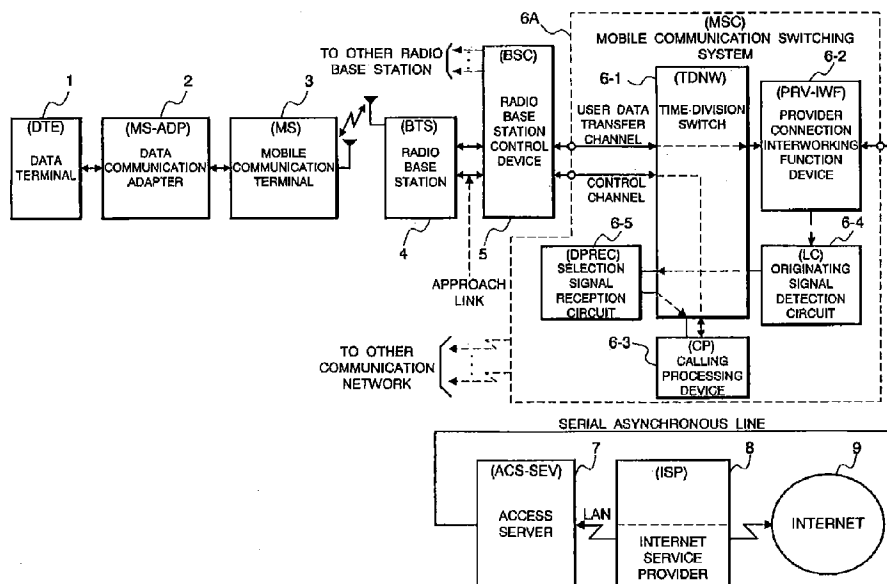 6A
(MSC)
MOBILE COMMUNICATION SWITCHING
SYSTEM
TO OTHER RADIO
BASE STATION
(BSC)
RADIO
BASE
STATION
CONTROL
DEVICE
5
6-1
(TDNW)
TIME-DIVISION
SWITCH
6-2
(PRV-IWF)
PROVIDER
CONNECTION
INTERWORKING
FUNCTION
DEVICE
1
(DTE)
DATA
TERMINAL
2
(MS-ADP)
DATA
COMMUNICATION
ADAPTER
3
(MS)
MOBILE
COMMUNICATION
TERMINAL
(BTS)
RADIO
BASE
STATION
4
USER DATA
TRANSFER
CHANNEL
CONTROL
CHANNEL
APPROACH
LINK
6-5
(DPREC)
SELECTION
SIGNAL
RECEPTION
CIRCUIT
6-4
(LC)
ORIGINATING
SIGNAL
DETECTION
CIRCUIT
6-3
(CP)
CALLING
PROCESSING
DEVICE
TO OTHER
COMMUNICATION
NETWORK
SERIAL ASYNCHRONOUS LINE
7
(ACS-SEV)
ACCESS
SERVER
LAN
8
(ISP)
INTERNET
SERVICE
PROVIDER
9
INTERNET